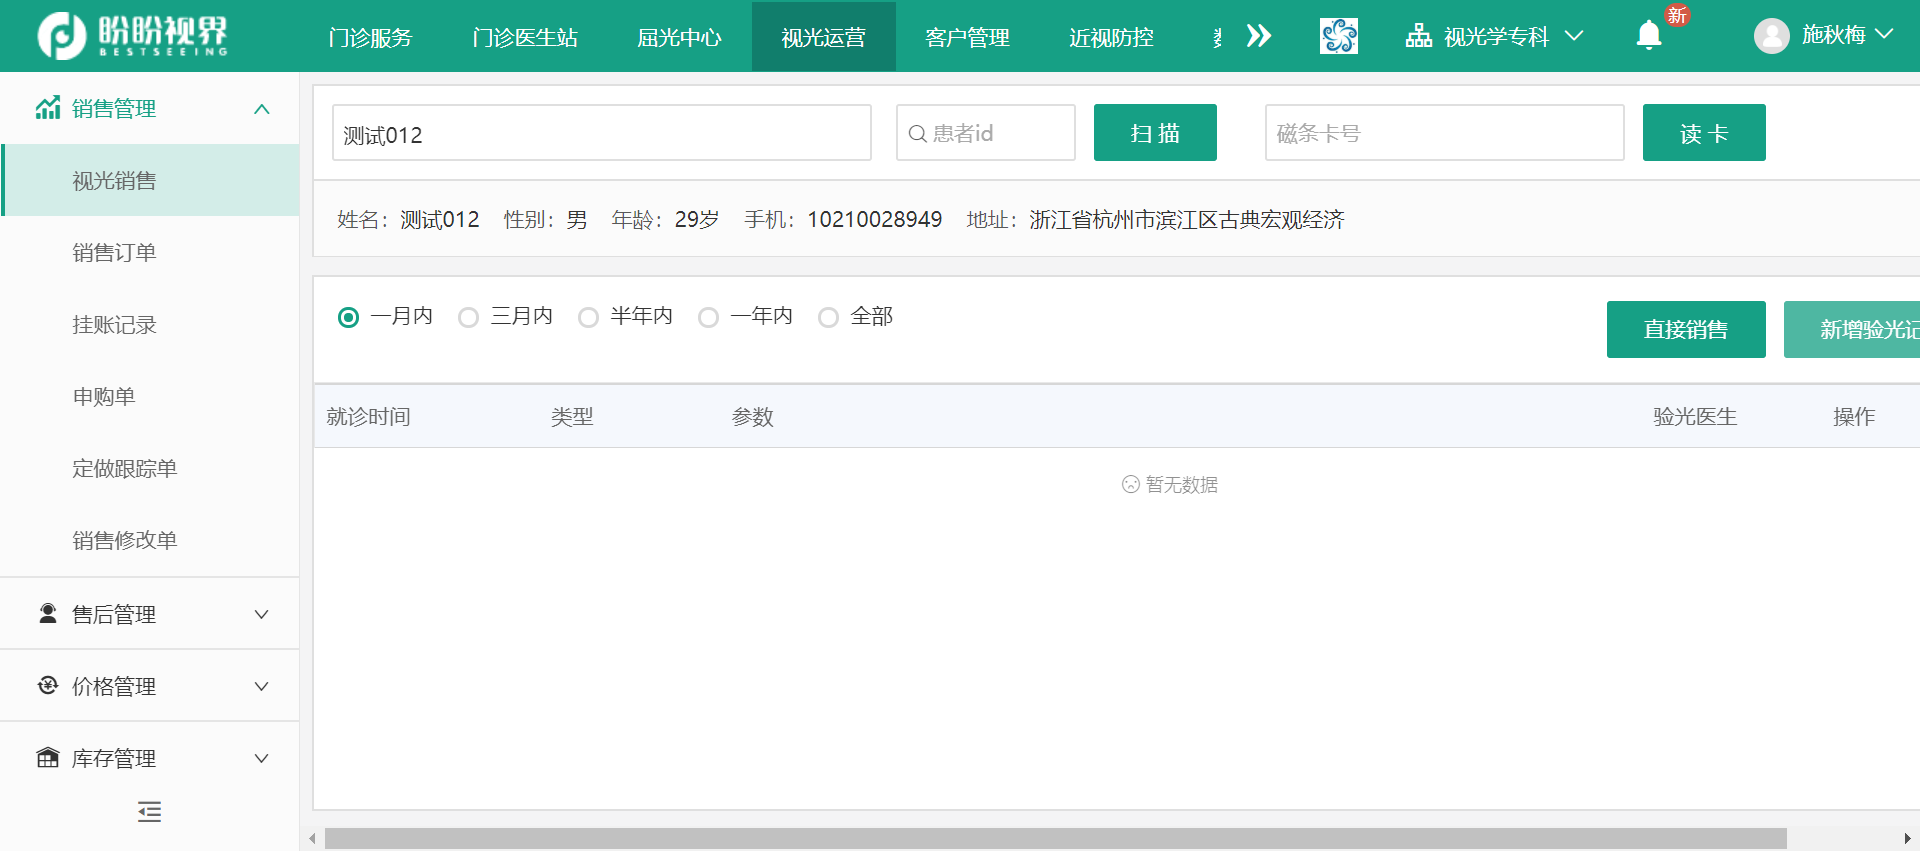 盼盼视界
BESTSEEING
门诊服务 门诊医生站 屈光中心 视光运营 客户管理 近视防控 视光学专科 新 施秋梅
销售管理
视光销售
销售订单
挂账记录
申购单
定做跟踪单
销售修改单
售后管理
价格管理
库存管理
测试012 患者id 扫描 磁条卡号 读卡
姓名：测试012 性别：男 年龄：29岁 手机：10210028949 地址：浙江省杭州市滨江区古典宏观经济
一月内 三月内 半年内 一年内 全部 直接销售 新增验光记
就诊时间 类型 参数 验光医生 操作
暂无数据